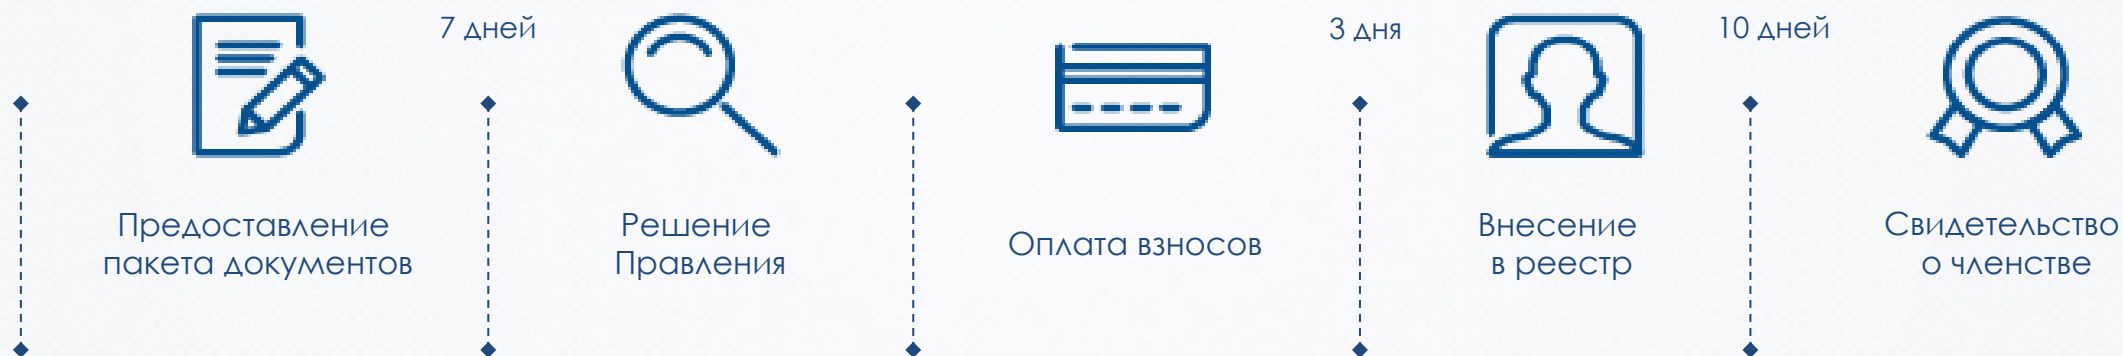 7 дней
3 дня
10 дней
Предоставление
пакета документов
Решение
Правления
Оплата взносов
Внесение
в реестр
Свидетельство
о членстве